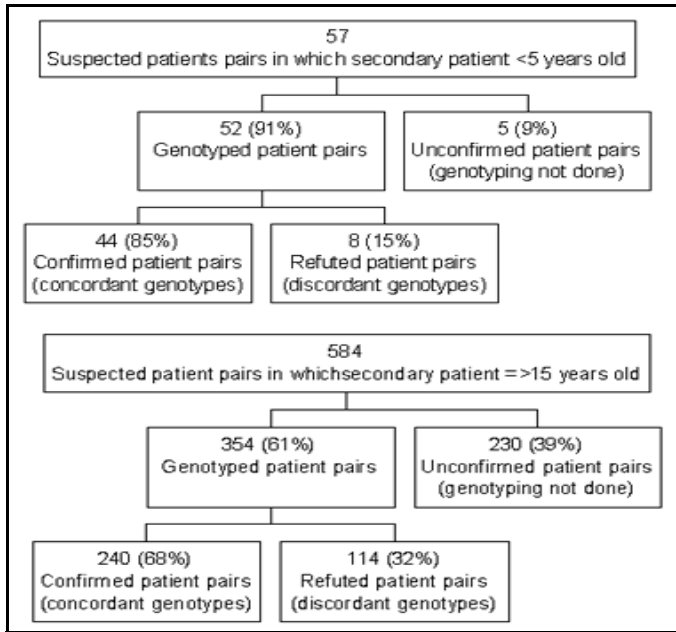 57
Suspected patients pairs in which secondary patient <5 years old
52 (91%)
Genotyped patient pairs
5 (9%)
Unconfirmed patient pairs
(genotyping not done)
44 (85%)
Confirmed patient pairs
(concordant genotypes)
8 (15%)
Refuted patient pairs
(discordant genotypes)
584
Suspected patient pairs in whichsecondary patient =>15 years old
354 (61%)
Genotyped patient pairs
230 (39%)
Unconfirmed patient pairs
(genotyping not done)
240 (68%)
Confirmed patient pairs
(concordant genotypes)
114 (32%)
Refuted patient pairs
(discordant genotypes)